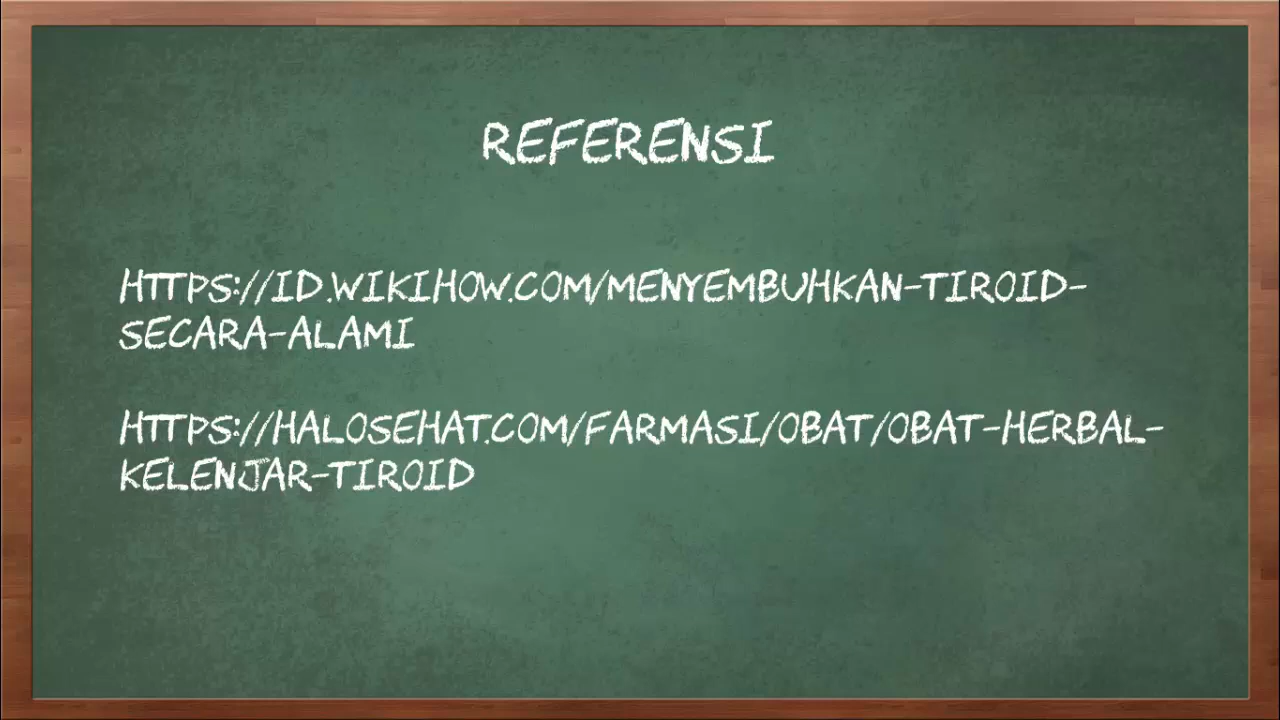 REFERENSI
HTTPS://ID.WIKIHOW.COM/MENYEMBUHKAN-TIROID-
SECARA-ALAMI
HTTPS://HALOSEHAT.COM/FARMASI/OBAT/OBAT-HERBAL-
KELENJAR-TIROID